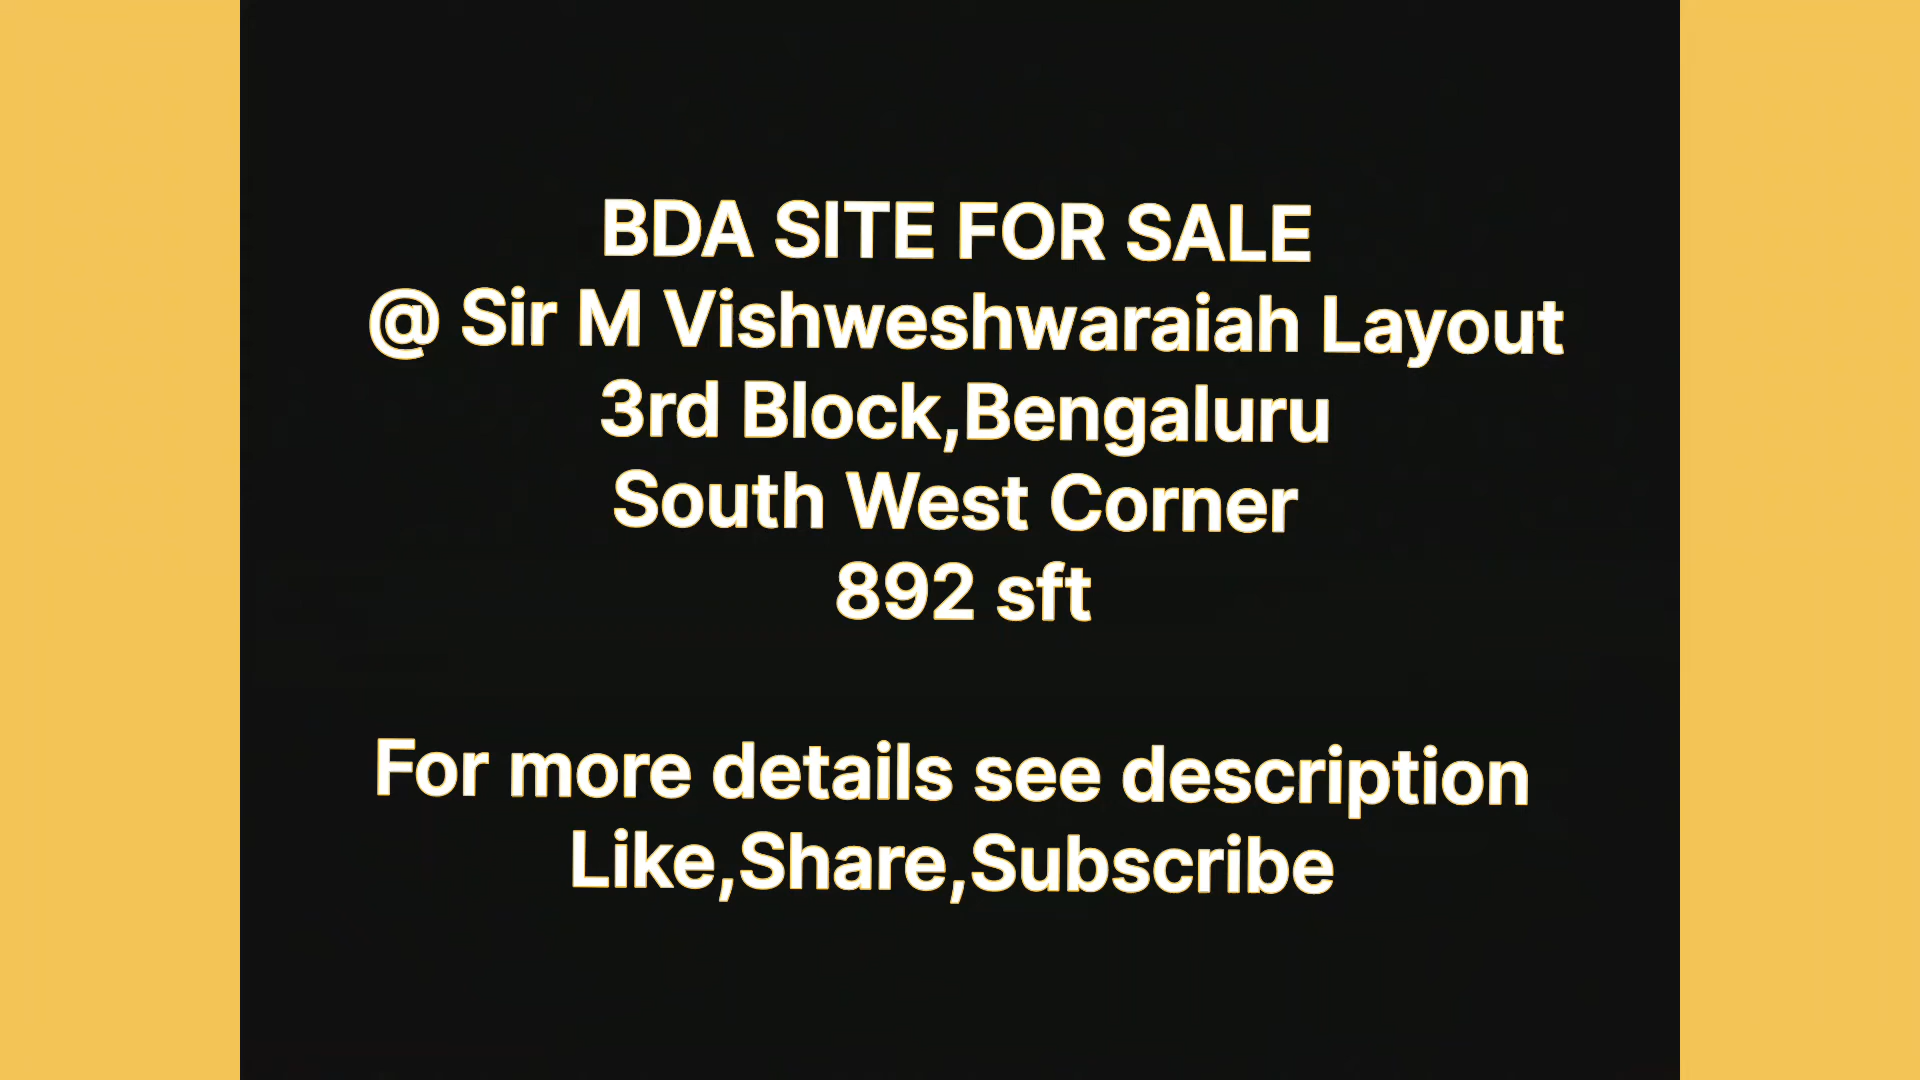 BDA SITE FOR SALE
@ Sir M Vishweshwaraiah Layout
3rd Block,Bengaluru
South West Corner
892 sft
For more details see description
Like,Share,Subscribe